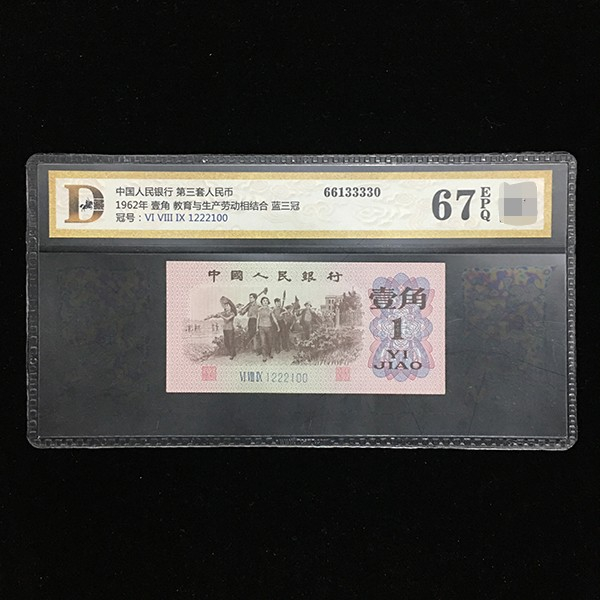 D
中国人民银行 第三套人民币
1962年 壹角 教育与生产劳动相结合 蓝三冠
冠号：VI VIII IX 1222100
66133330
67
EPQ
中國人民銀行
壹角
1
YI
JIAO
VI VIII IX 1222100